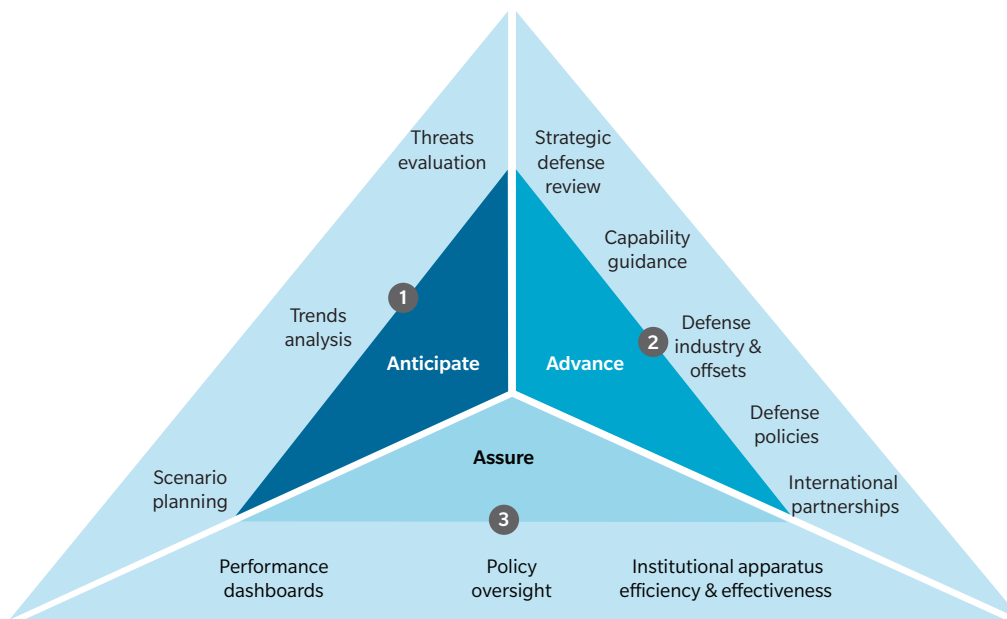 Threats
evaluation
Trends
analysis
Scenario
planning
1
Anticipate
Strategic
defense
review
Capability
guidance
Defense
industry &
offsets
Defense
policies
International
partnerships
2
Advance
Assure
3
Performance
dashboards
Policy
oversight
Institutional apparatus
efficiency & effectiveness